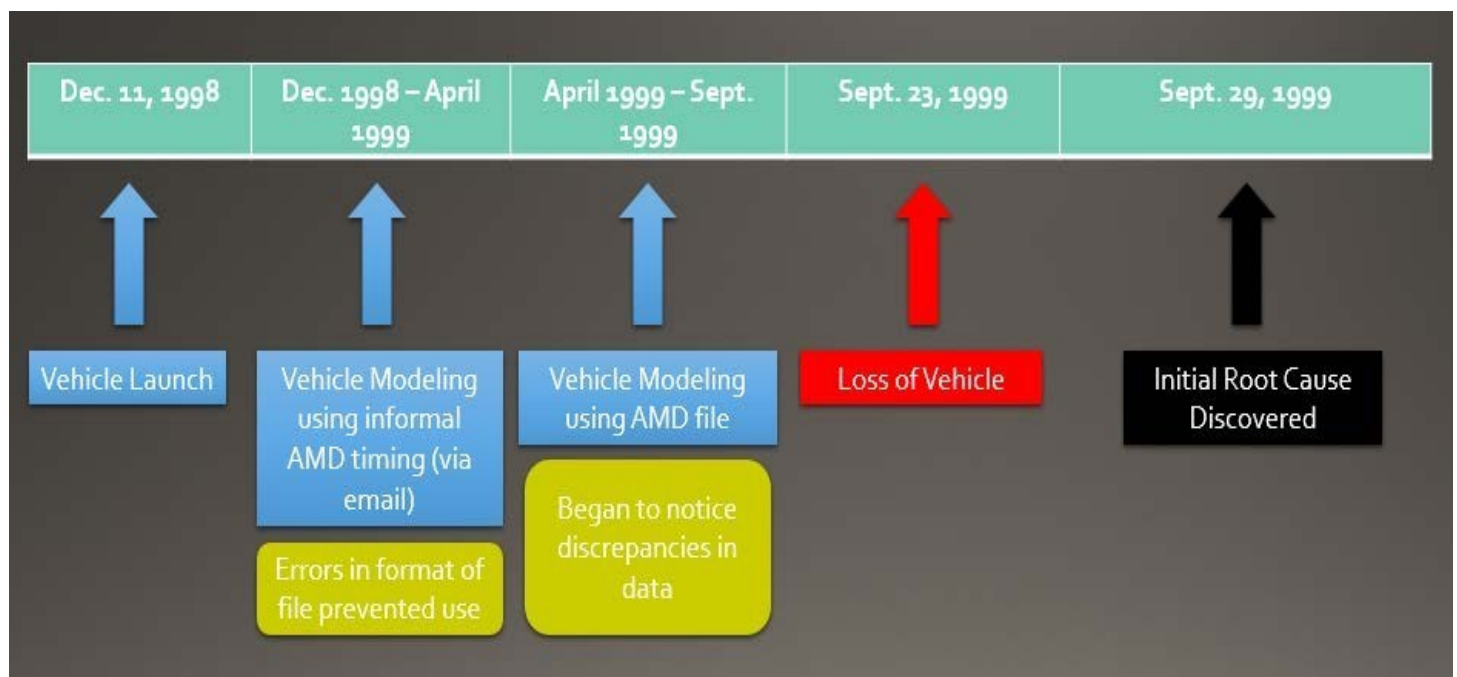 Dec. 11, 1998
Dec. 1998 – April
1999
April 1999 – Sept.
1999
Sept. 23, 1999
Sept. 29, 1999
Vehicle Launch
Vehicle Modeling
using informal
AMD timing (via
email)
Errors in format of
file prevented use
Vehicle Modeling
using AMD file
Began to notice
discrepancies in
data
Loss of Vehicle
Initial Root Cause
Discovered